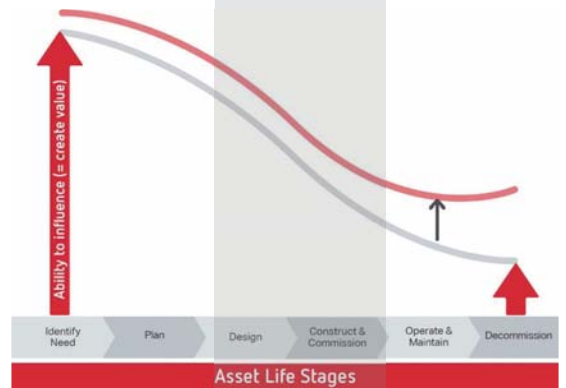 Ability to influence (= create value)
Identify
Need
Plan
Design
Construct &
Commission
Operate &
Maintain
Decommission
Asset Life Stages